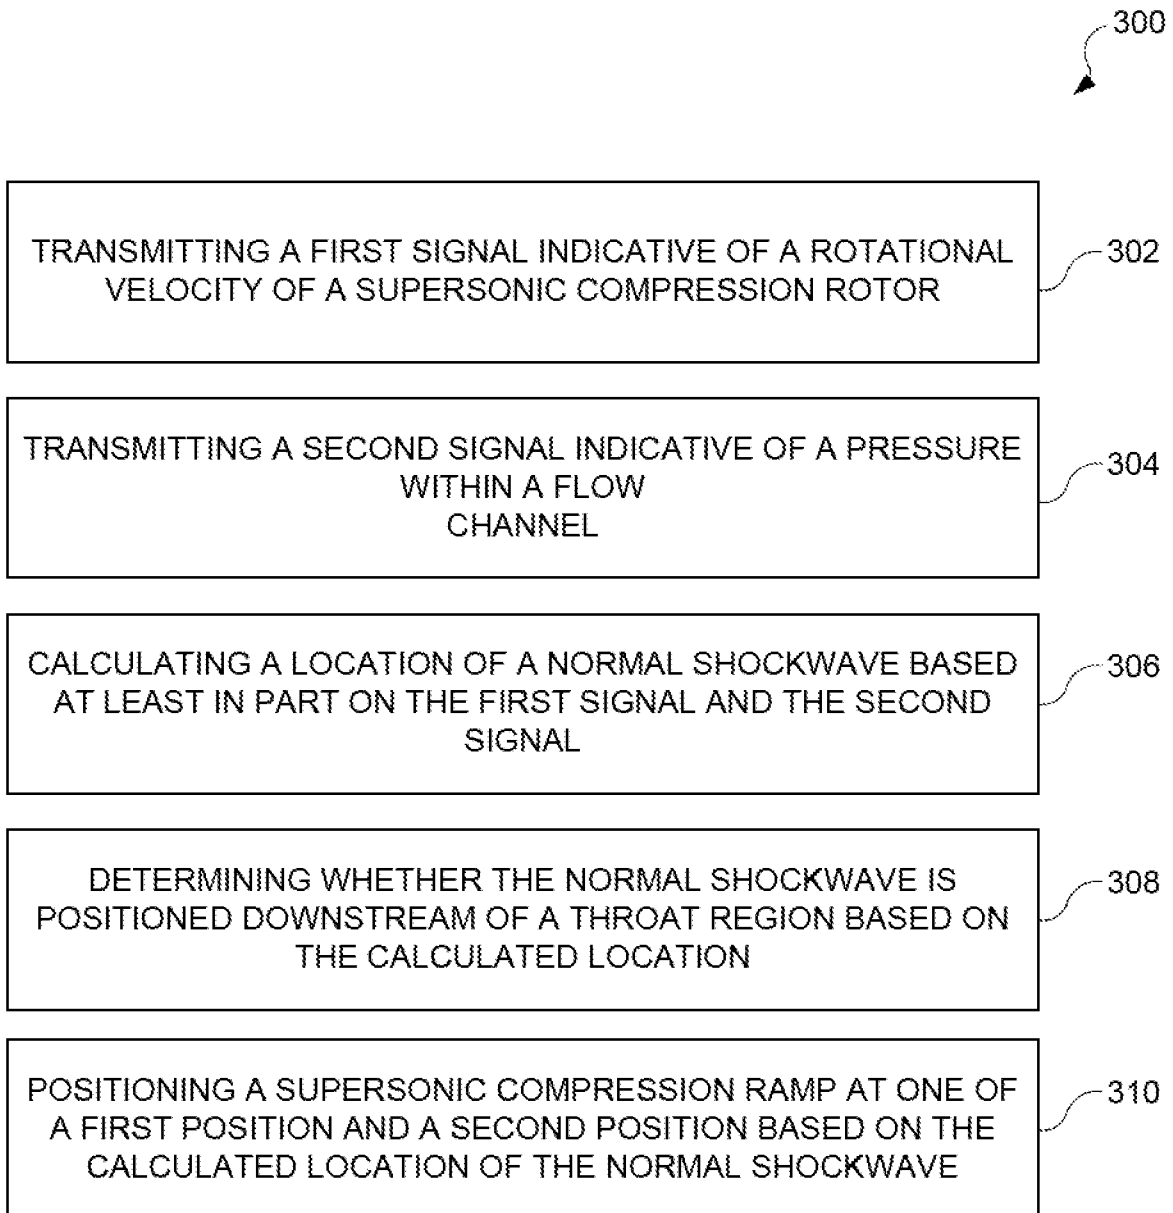 300
TRANSMITTING A FIRST SIGNAL INDICATIVE OF A ROTATIONAL
VELOCITY OF A SUPERSONIC COMPRESSION ROTOR
302
TRANSMITTING A SECOND SIGNAL INDICATIVE OF A PRESSURE
WITHIN A FLOW
CHANNEL
304
CALCULATING A LOCATION OF A NORMAL SHOCKWAVE BASED
AT LEAST IN PART ON THE FIRST SIGNAL AND THE SECOND
SIGNAL
306
DETERMINING WHETHER THE NORMAL SHOCKWAVE IS
POSITIONED DOWNSTREAM OF A THROAT REGION BASED ON
THE CALCULATED LOCATION
308
POSITIONING A SUPERSONIC COMPRESSION RAMP AT ONE OF
A FIRST POSITION AND A SECOND POSITION BASED ON THE
CALCULATED LOCATION OF THE NORMAL SHOCKWAVE
310